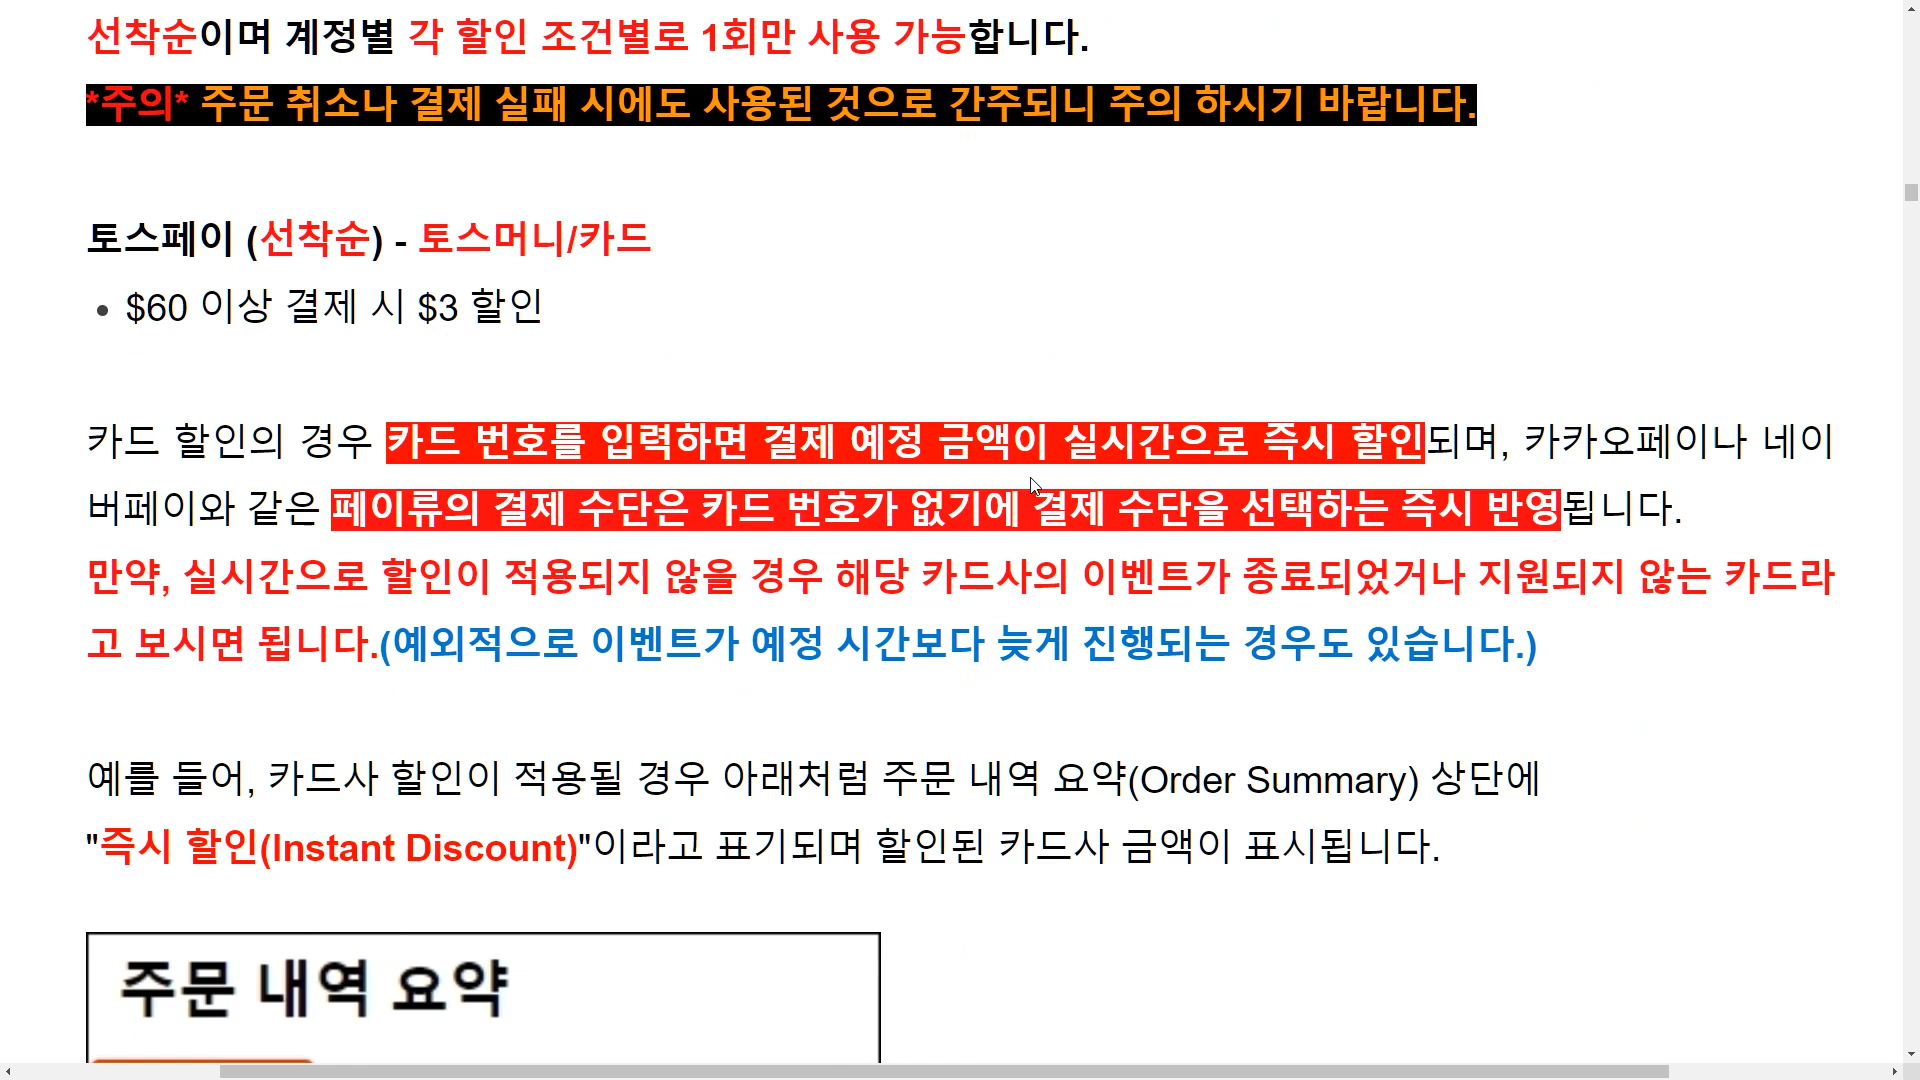 선착순이며 계정별 각 할인 조건별로 1회만 사용 가능합니다.
*주의* 주문 취소나 결제 실패 시에도 사용된 것으로 간주되니 주의 하시기 바랍니다.
토스페이 (선착순) - 토스머니/카드
• $60 이상 결제 시 $3 할인
카드 할인의 경우 카드 번호를 입력하면 결제 예정 금액이 실시간으로 즉시 할인되며, 카카오페이나 네이
버페이와 같은 페이류의 결제 수단은 카드 번호가 없기에 결제 수단을 선택하는 즉시 반영됩니다.
만약, 실시간으로 할인이 적용되지 않을 경우 해당 카드사의 이벤트가 종료되었거나 지원되지 않는 카드라
고 보시면 됩니다.(예외적으로 이벤트가 예정 시간보다 늦게 진행되는 경우도 있습니다.)
예를 들어, 카드사 할인이 적용될 경우 아래처럼 주문 내역 요약(Order Summary) 상단에
"즉시 할인(Instant Discount)"이라고 표기되며 할인된 카드사 금액이 표시됩니다.
주문 내역 요약